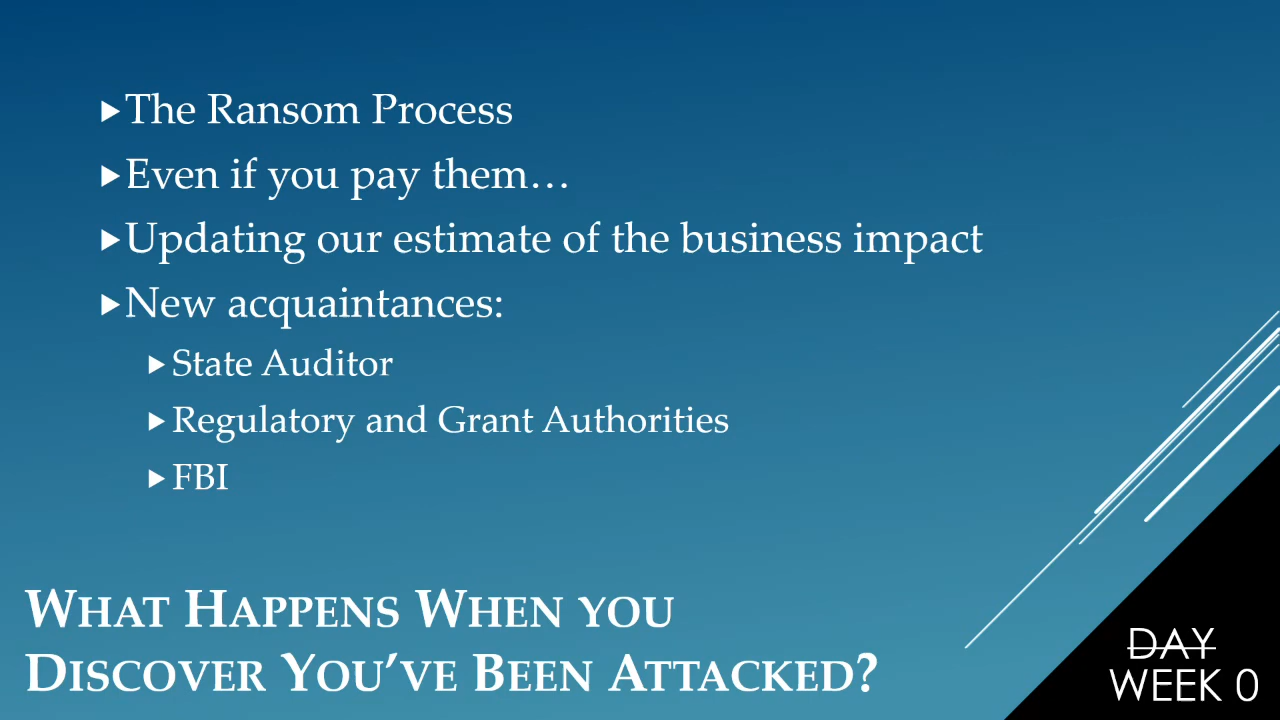 The Ransom Process
Even if you pay them…
Updating our estimate of the business impact
New acquaintances:
State Auditor
Regulatory and Grant Authorities
FBI
What Happens When you
Discover You’ve Been Attacked?
DAY
WEEK 0